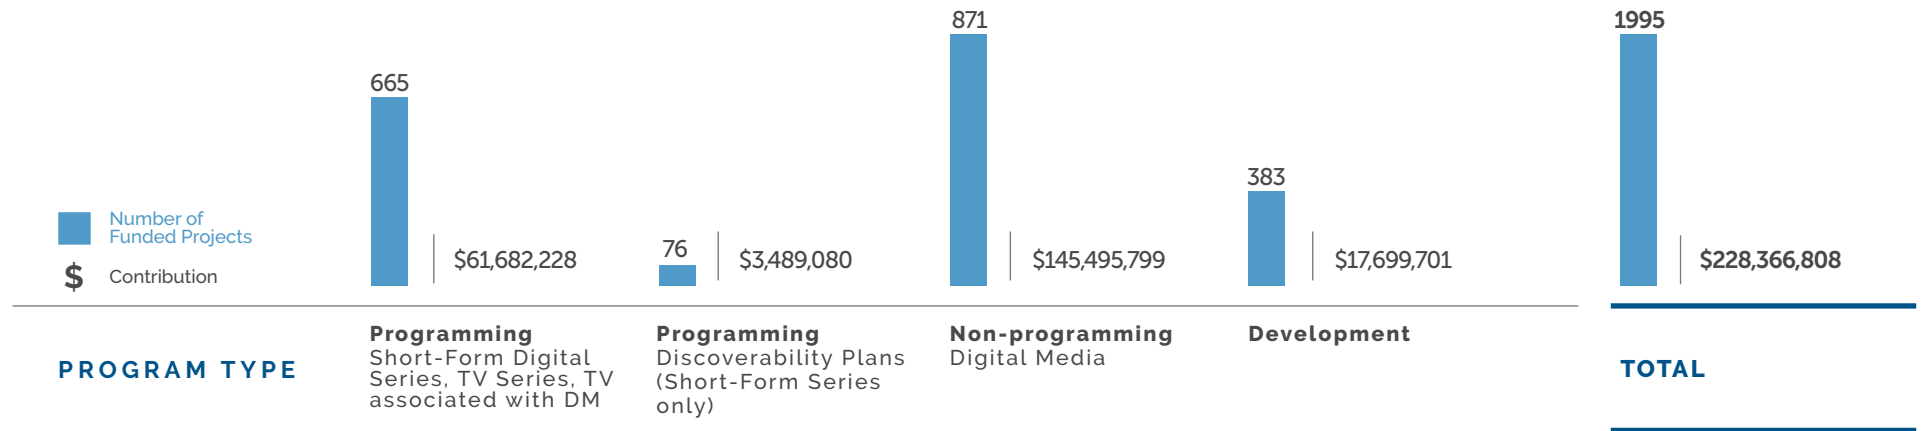 871
1995
665
383
76
Number of
Funded Projects
$61,682,228
$3,489,080
$145,495,799
$17,699,701
$228,366,808
$ Contribution
PROGRAM TYPE
Programming
Short-Form Digital
Series, TV Series, TV
associated with DM
Programming
Discoverability Plans
(Short-Form Series
only)
Non-programming
Digital Media
Development
TOTAL